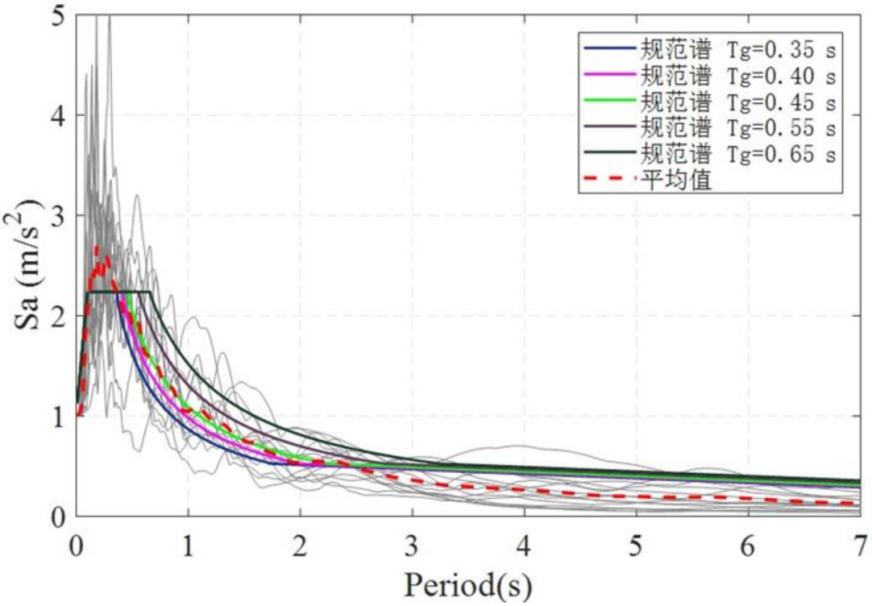 5
4
3
2
1
0
Sa (m/s²)
规范谱 Tg=0.35 s
规范谱 Tg=0.40 s
规范谱 Tg=0.45 s
规范谱 Tg=0.55 s
规范谱 Tg=0.65 s
平均值
0 1 2 3 4 5 6 7
Period(s)